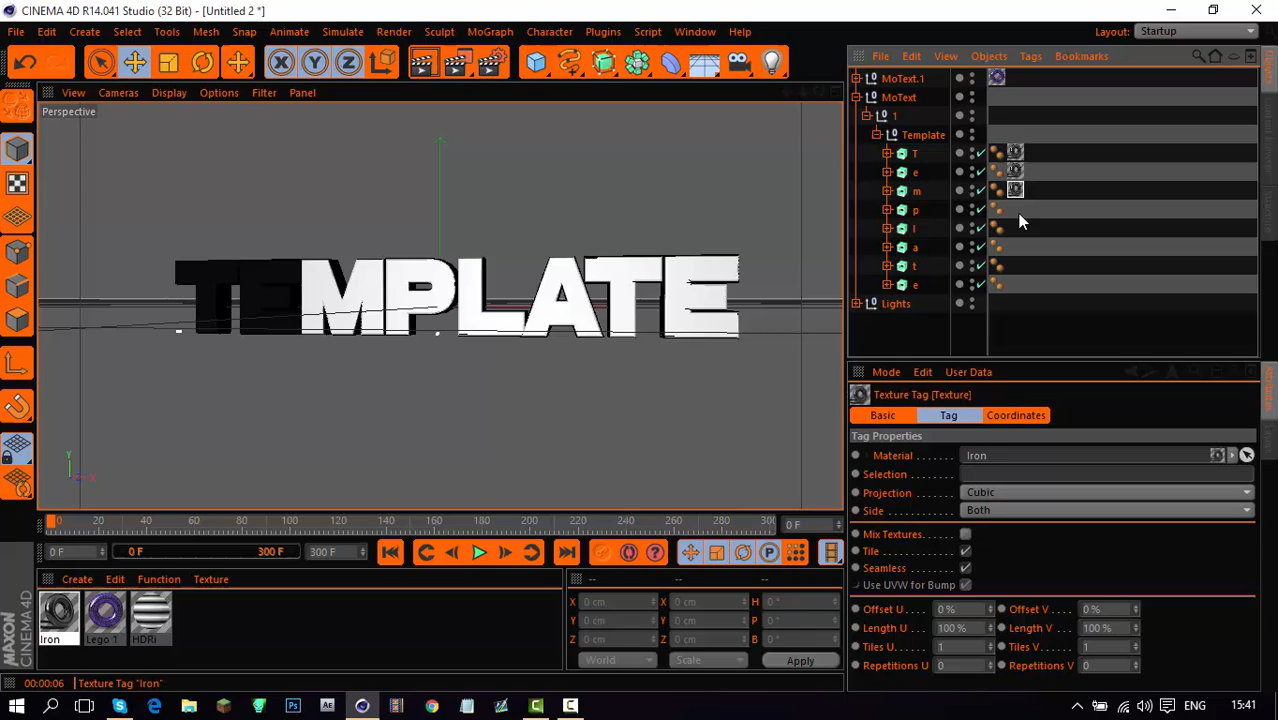 CINEMA 4D R14.041 Studio (32 Bit) - [Untitled 2 *]
File Edit Create Select Tools Mesh Snap Animate Simulate Render Sculpt MoGraph Character Plugins Script Window Help Layout: Startup
X Y Z
File Edit View Objects Tags Bookmarks
View Cameras Display Options Filter Panel
Perspective
MoText.1
MoText
1
Template
T
e
m
p
l
a
t
e
Lights
TEMPLATE
Y
Z X
Mode Edit User Data
Texture Tag [Texture]
Basic Tag Coordinates
Tag Properties
Material Iron
Selection
Projection Cubic
Side Both
Mix Textures
Tile
Seamless
Use UVW for Bump
Offset U 0 % Offset V 0 %
Length U 100 % Length V 100 %
Tiles U 1 Tiles V 1
Repetitions U 0 Repetitions V 0
0 20 40 60 80 100 120 140 160 180 200 220 240 260 280 300 0 F
0 F 0 F 300 F 300 F
Create Edit Function Texture
Iron Lego 1 HDRi
-- -- --
X 0 cm X 0 cm H 0 °
Y 0 cm Y 0 cm P 0 °
Z 0 cm Z 0 cm B 0 °
World Scale Apply
MAXON CINEMA 4D
00:00:06 Texture Tag "Iron"
ENG 15:41